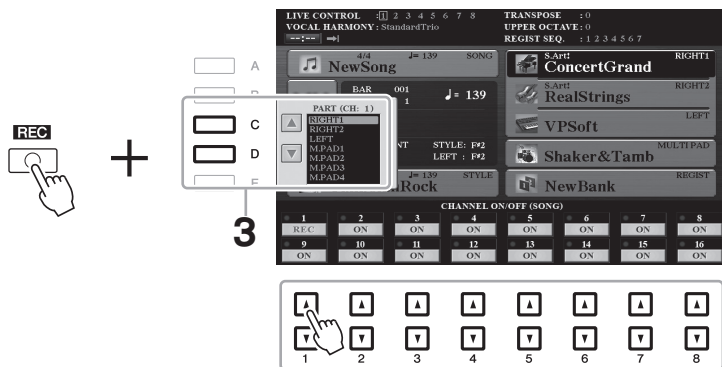 LIVE CONTROL : 1 2 3 4 5 6 7 8
VOCAL HARMONY : StandardTrio
--:--
TRANSPOSE : 0
UPPER OCTAVE : 0
REGIST SEQ. : 1 2 3 4 5 6 7
4/4 ♩= 139 SONG
NewSong
S.Art! RIGHT1
ConcertGrand
BAR 001
1
♩= 139
S.Art! RIGHT2
RealStrings
LEFT
VPSoft
NT STYLE: F#2
LEFT : F#2
MULTI PAD
Shaker&Tamb
♩= 139 STYLE
Rock
REGIST
NewBank
A
C
D
PART (CH: 1)
RIGHT1
RIGHT2
LEFT
M.PAD1
M.PAD2
M.PAD3
M.PAD4
REC
+
3
CHANNEL ON/OFF (SONG)
1 2 3 4 5 6 7 8
REC ON ON ON ON ON ON ON
9 10 11 12 13 14 15 16
ON ON ON ON ON ON ON ON
1 2 3 4 5 6 7 8